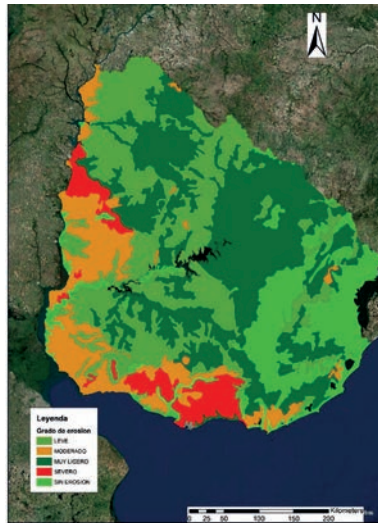 N
Leyenda
Grado de erosion
LEVE
MODERADO
MUY LIGERO
SEVERO
SIN EROSION
Kilometers
0 25 50 100 150 200